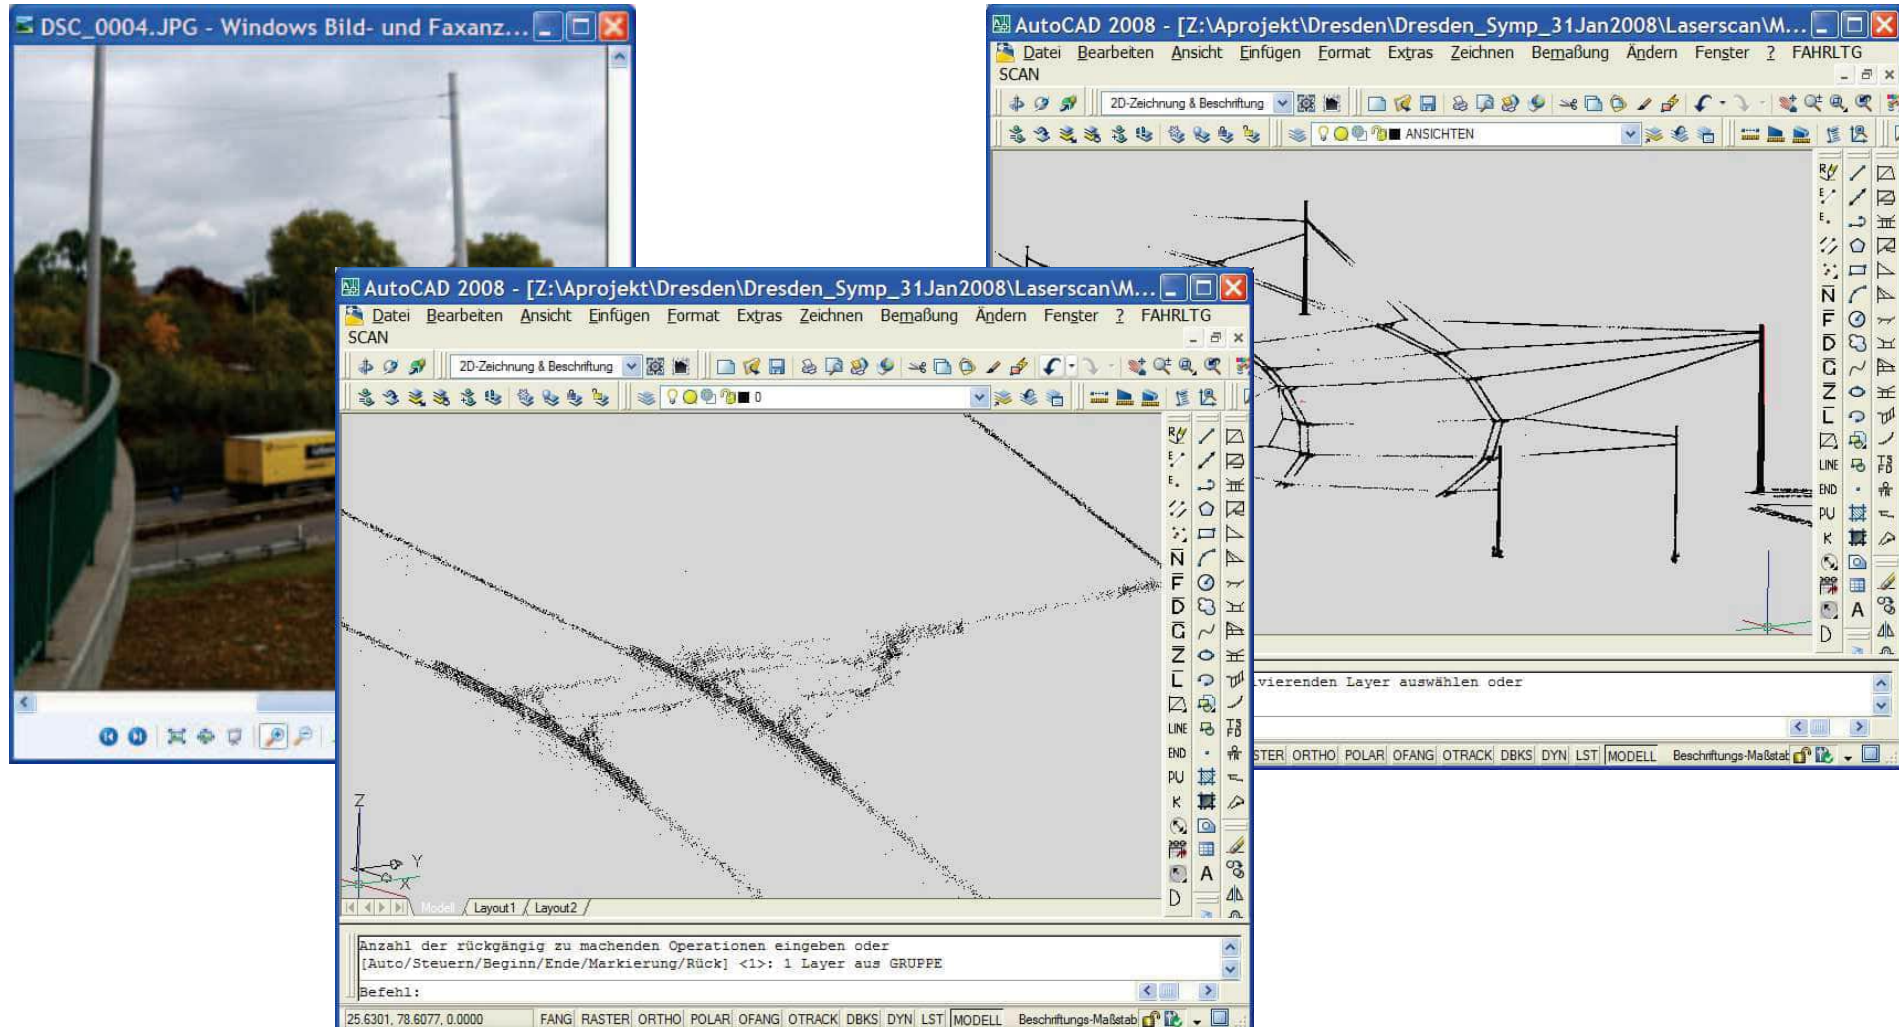 DSC_0004.JPG - Windows Bild- und Faxanz...
AutoCAD 2008 - [Z:\Aprojekt\Dresden\Dresden_Symp_31Jan2008\Laserscan\M...
Datei Bearbeiten Ansicht Einfügen Format Extras Zeichnen Bemaßung Ändern Fenster ? FAHRLTG
SCAN
2D-Zeichnung & Beschriftung
ANSICHTEN
N
F
D
G
Z
L
LINE
END
PU
K
A
D
ivierenden Layer auswählen oder
STER ORTHO POLAR OFANG OTRACK DBKS DYN LST MODELL Beschriftungs-Maßstab
AutoCAD 2008 - [Z:\Aprojekt\Dresden\Dresden_Symp_31Jan2008\Laserscan\M...
Datei Bearbeiten Ansicht Einfügen Format Extras Zeichnen Bemaßung Ändern Fenster ? FAHRLTG
SCAN
2D-Zeichnung & Beschriftung
0
N
F
D
G
Z
L
LINE
END
PU
K
A
D
Z
Y
X
Modell Layout1 Layout2
Anzahl der rückgängig zu machenden Operationen eingeben oder
[Auto/Steuern/Beginn/Ende/Markierung/Rück] <1>: 1 Layer aus GRUPPE
Befehl:
25.6301, 78.6077, 0.0000 FANG RASTER ORTHO POLAR OFANG OTRACK DBKS DYN LST MODELL Beschriftungs-Maßstab